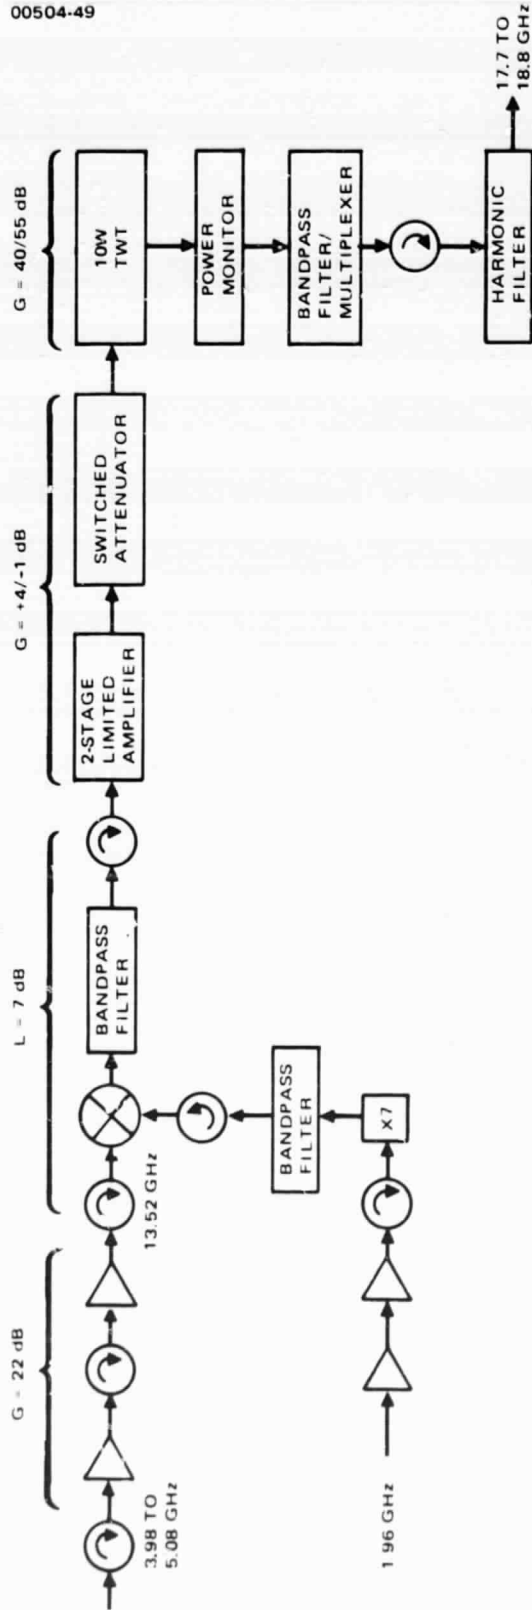 00504-49
G = 22 dB
L = 7 dB
G = +4/-1 dB
G = 40/55 dB
3.98 TO
5.08 GHz
13.52 GHz
BANDPASS
FILTER
2-STAGE
LIMITED
AMPLIFIER
SWITCHED
ATTENUATOR
10W
TWT
POWER
MONITOR
BANDPASS
FILTER/
MULTIPLEXER
HARMONIC
FILTER
17.7 TO
18.8 GHz
1.96 GHz
X7
BANDPASS
FILTER